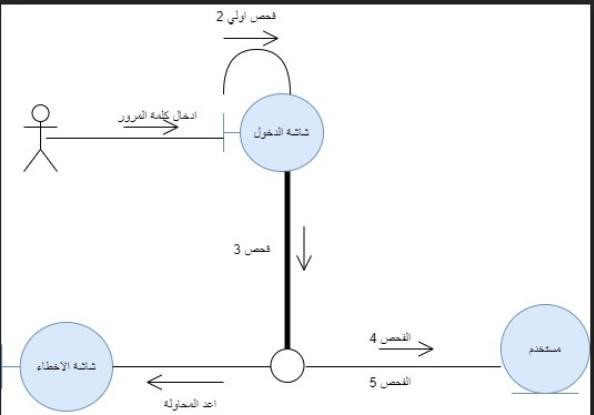 فحص اولي 2
ادخال كلمة المرور
شاشة الدخول
فحص 3
الفحص 4
مستخدم
الفحص 5
شاشة الاخطاء
اعد المحاولة